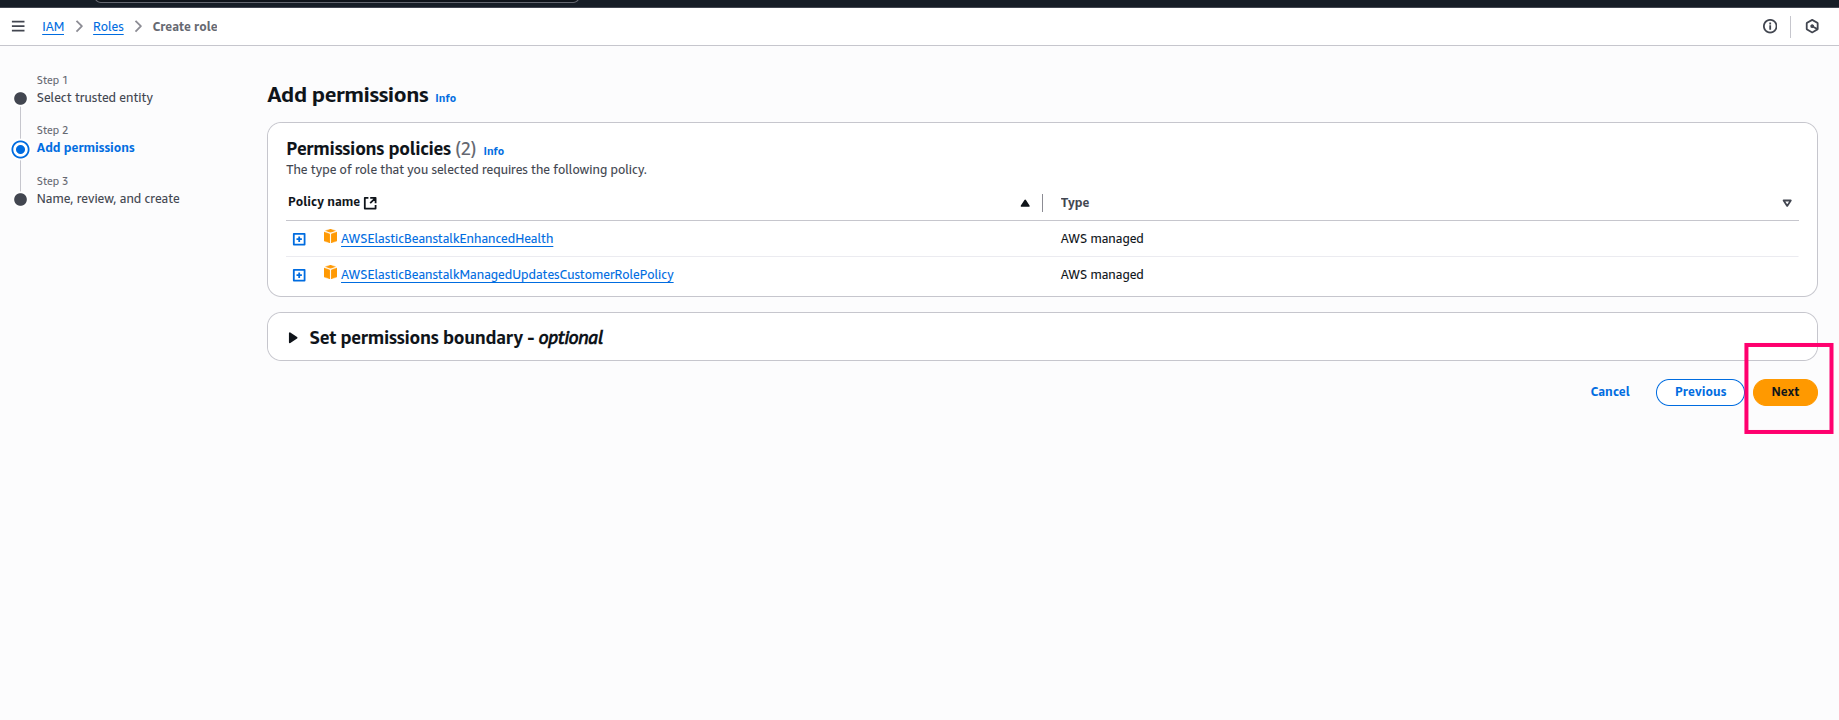 IAM > Roles > Create role
Step 1
Select trusted entity
Step 2
Add permissions
Step 3
Name, review, and create
Add permissions Info
Permissions policies (2) Info
The type of role that you selected requires the following policy.
Policy name Type
AWSElasticBeanstalkEnhancedHealth AWS managed
AWSElasticBeanstalkManagedUpdatesCustomerRolePolicy AWS managed
Set permissions boundary - optional
Cancel Previous Next